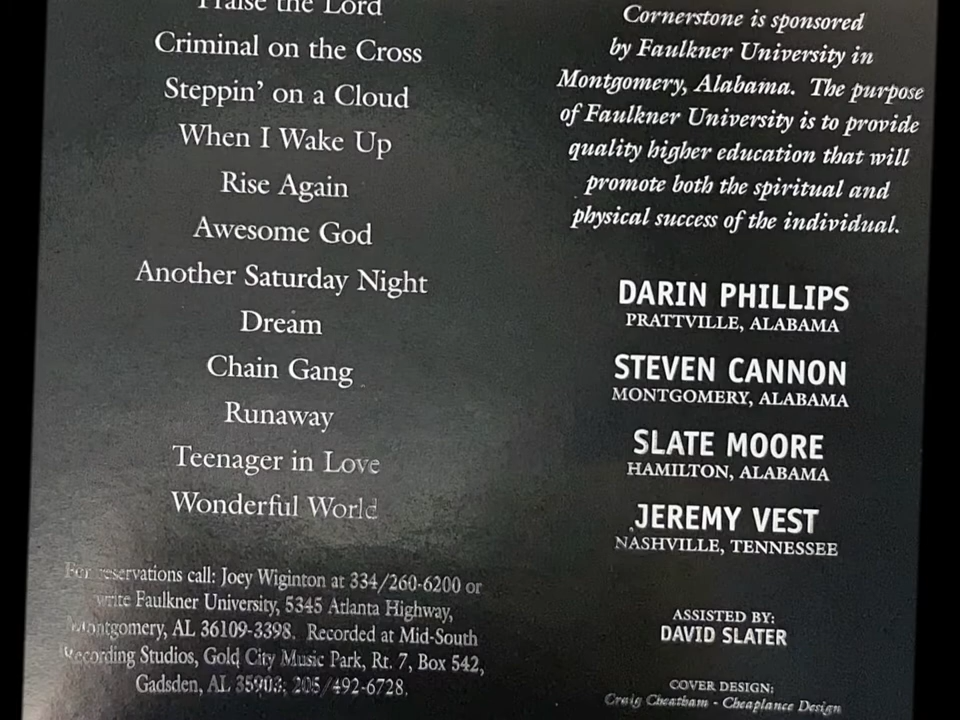 Praise the Lord
Criminal on the Cross
Steppin' on a Cloud
When I Wake Up
Rise Again
Awesome God
Another Saturday Night
Dream
Chain Gang
Runaway
Teenager in Love
Wonderful World
For reservations call: Joey Wiginton at 334/260-6200 or
write Faulkner University, 5345 Atlanta Highway,
Montgomery, AL 36109-3398. Recorded at Mid-South
Recording Studios, Gold City Music Park, Rt. 7, Box 542,
Gadsden, AL 35903; 205/492-6728.
Cornerstone is sponsored
by Faulkner University in
Montgomery, Alabama. The purpose
of Faulkner University is to provide
quality higher education that will
promote both the spiritual and
physical success of the individual.
DARIN PHILLIPS
PRATTVILLE, ALABAMA
STEVEN CANNON
MONTGOMERY, ALABAMA
SLATE MOORE
HAMILTON, ALABAMA
JEREMY VEST
NASHVILLE, TENNESSEE
ASSISTED BY:
DAVID SLATER
COVER DESIGN:
Craig Cheatham - Cheaplance Design